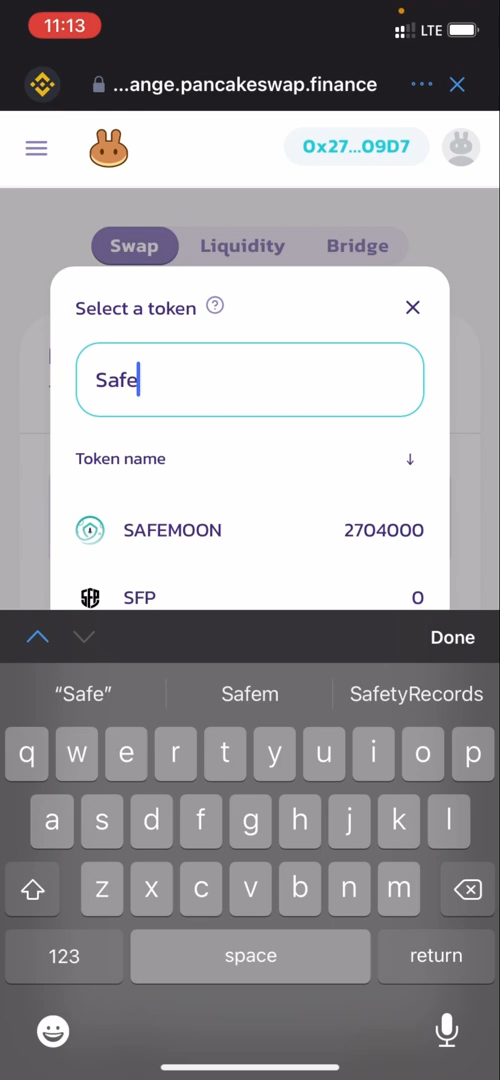 11:13
LTE
...ange.pancakeswap.finance
0x27...09D7
Swap Liquidity Bridge
Select a token ?
Safe
Token name ↓
SAFEMOON 2704000
SFP 0
Done
“Safe” Safem SafetyRecords
q w e r t y u i o p
a s d f g h j k l
z x c v b n m
123 space return